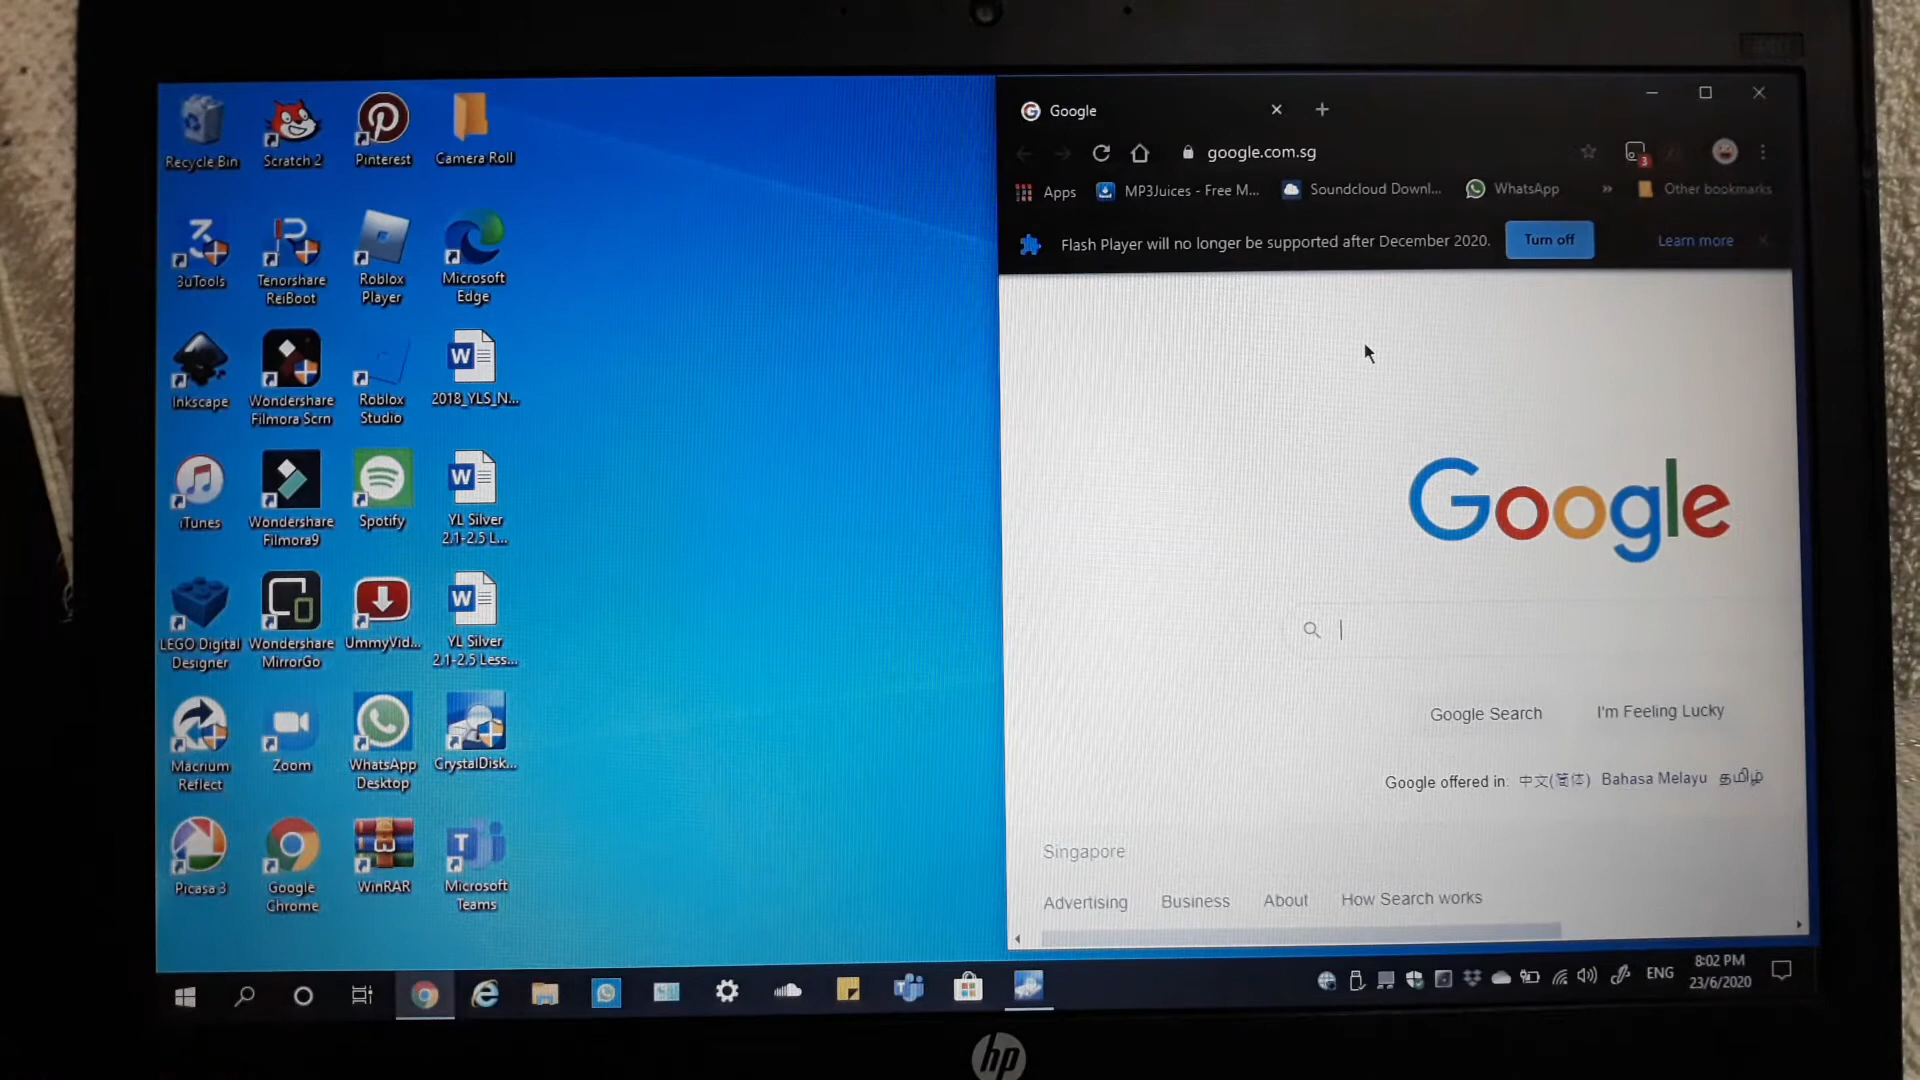 Recycle Bin
Scratch 2
Pinterest
Camera Roll
3uTools
Tenorshare
ReiBoot
Roblox
Player
Microsoft
Edge
Inkscape
Wondershare
Filmora Scrn
Roblox
Studio
2018_YLS_N...
iTunes
Wondershare
Filmora9
Spotify
YL Silver
2.1-2.5 L...
LEGO Digital
Designer
Wondershare
MirrorGo
UmmyVid...
YL Silver
2.1-2.5 Less...
Macrium
Reflect
Zoom
WhatsApp
Desktop
CrystalDisk...
Picasa 3
Google
Chrome
WinRAR
Microsoft
Teams
Google
google.com.sg
3
Apps
MP3Juices - Free M...
Soundcloud Downl...
WhatsApp
»
Other bookmarks
Flash Player will no longer be supported after December 2020.
Turn off
Learn more
Google
Google Search
I'm Feeling Lucky
Google offered in: 中文(简体) Bahasa Melayu தமிழ்
Singapore
Advertising
Business
About
How Search works
ENG
8:02 PM
23/6/2020
hp